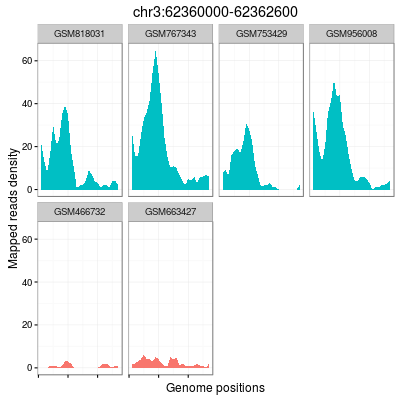 chr3:62360000-62362600
GSM818031 GSM767343 GSM753429 GSM956008
60
40
20
0
GSM466732 GSM663427
60
40
20
0
Mapped reads density
Genome positions